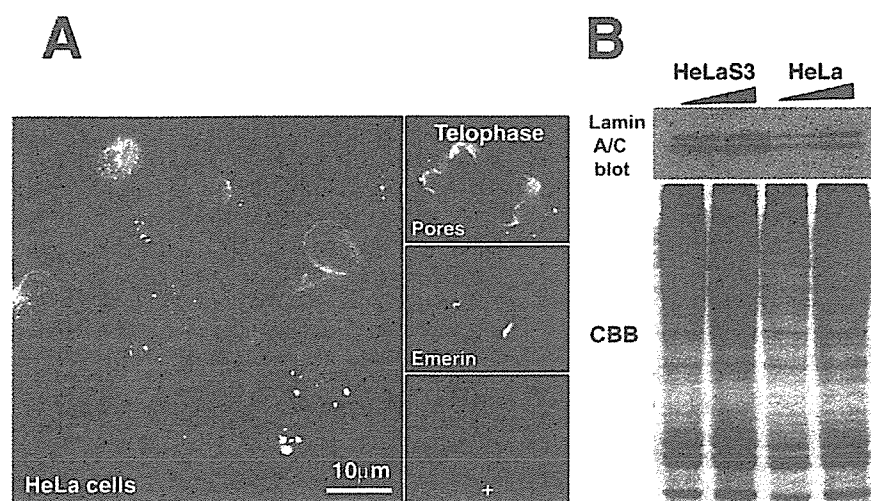 A
Telophase
Pores
Emerin
+
HeLa cells
10μm
B
HeLaS3 HeLa
Lamin
A/C
blot
CBB